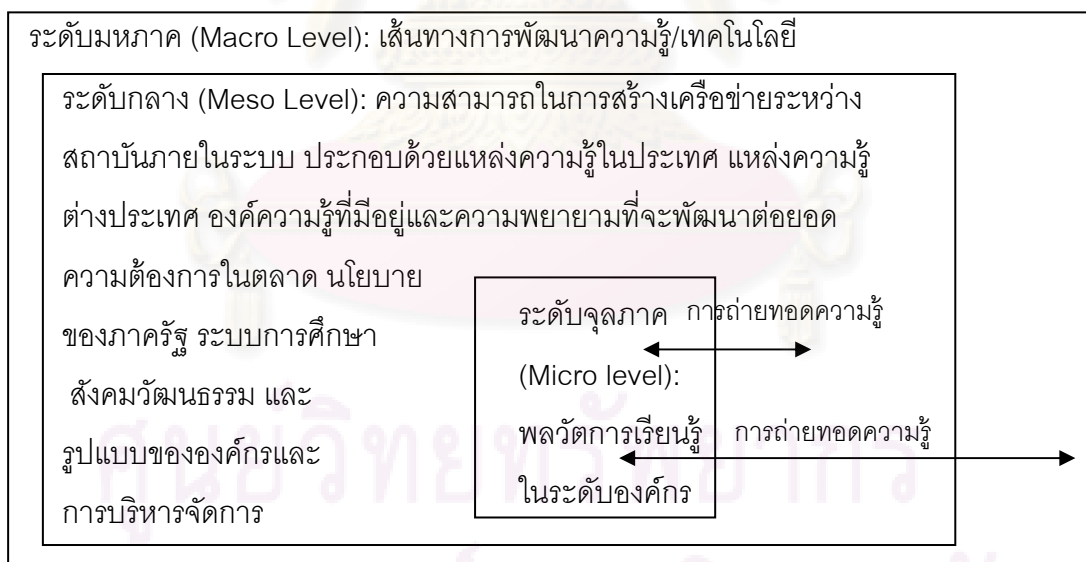 ระดับมหภาค (Macro Level): เส้นทางการพัฒนาความรู้/เทคโนโลยี
ระดับกลาง (Meso Level): ความสามารถในการสร้างเครือข่ายระหว่าง
สถาบันภายในระบบ ประกอบด้วยแหล่งความรู้ในประเทศ แหล่งความรู้
ต่างประเทศ องค์ความรู้ที่มีอยู่และความพยายามที่จะพัฒนาต่อยอด
ความต้องการในตลาด นโยบาย
ของภาครัฐ ระบบการศึกษา
สังคมวัฒนธรรม และ
รูปแบบขององค์กรและ
การบริหารจัดการ
ระดับจุลภาค
(Micro level):
พลวัตการเรียนรู้
ในระดับองค์กร
การถ่ายทอดความรู้
การถ่ายทอดความรู้
ศูนย์วิทยทรัพยากร